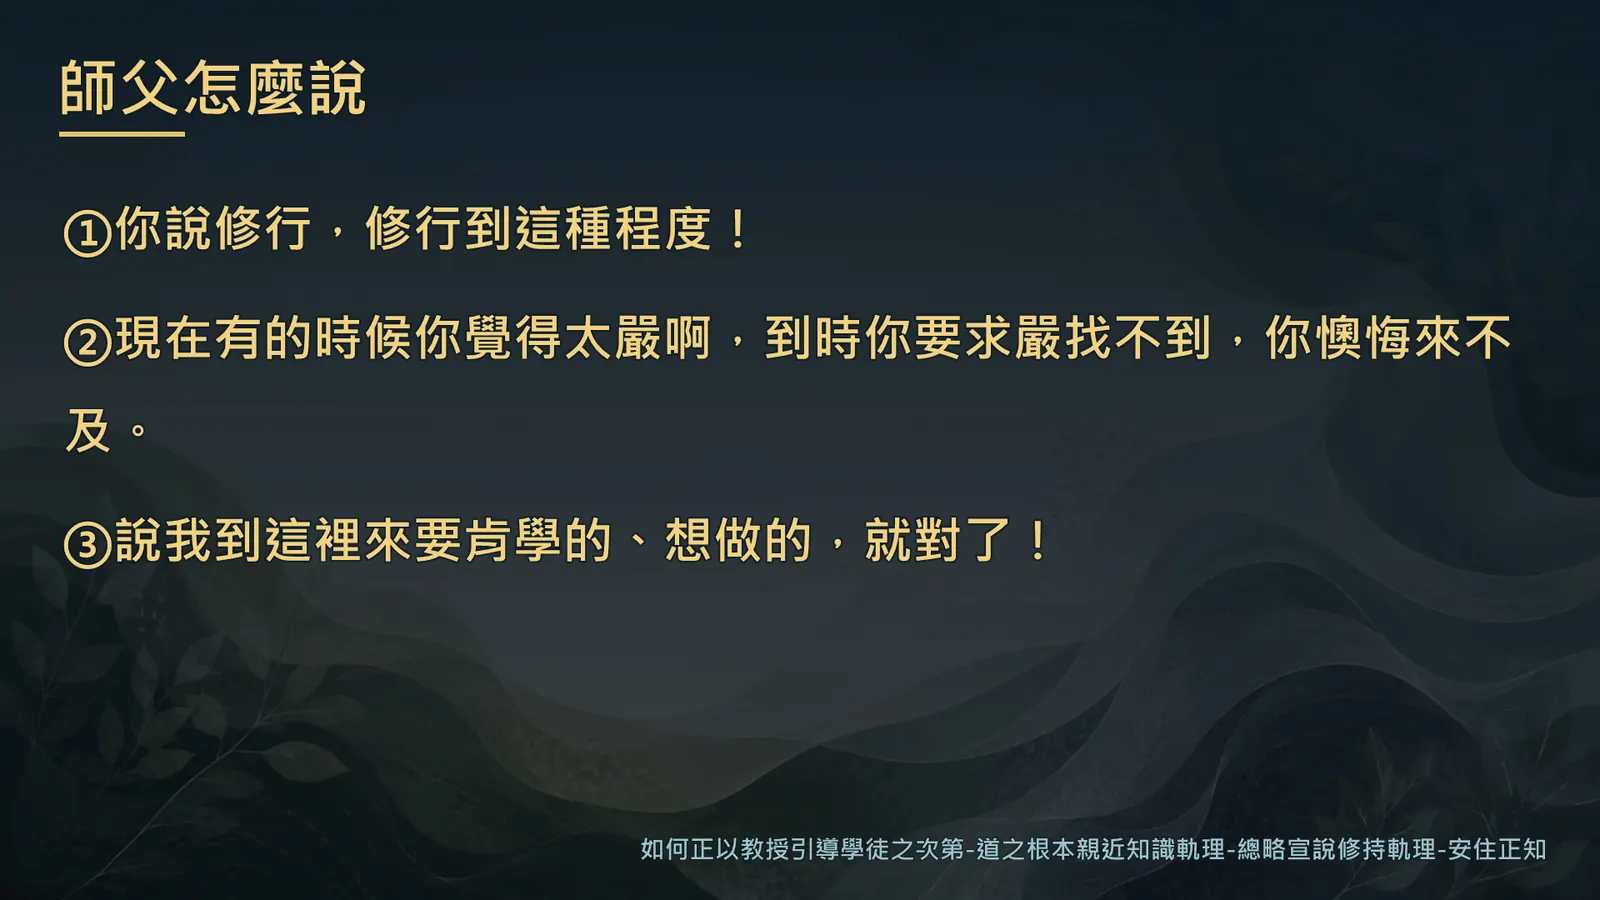 師父怎麼說
①你說修行，修行到這種程度！
②現在有的時候你覺得太嚴啊，到時你要求嚴找不到，你懊悔來不
及。
③說我到這裡來要肯學的、想做的，就對了！
如何正以教授引導學徒之次第-道之根本親近知識軌理-總略宣說修持軌理-安住正知